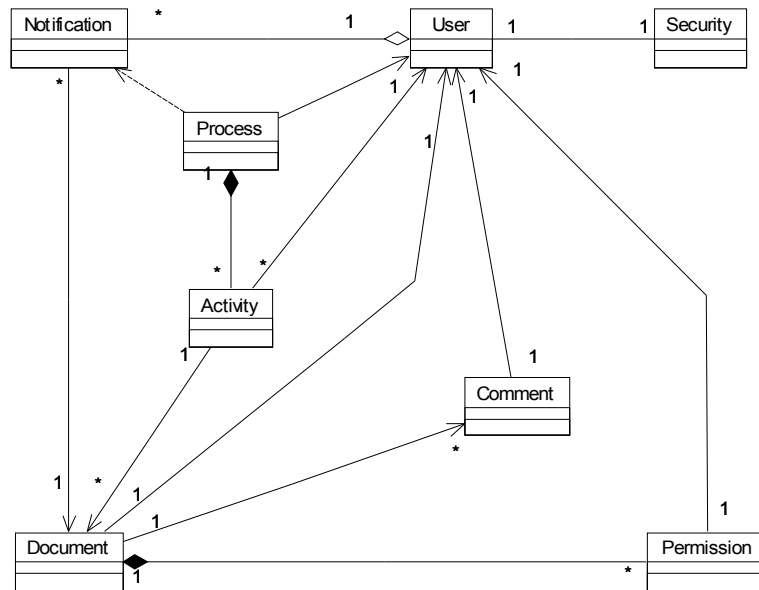 * 1 1 1
Notification User Security
* 1 1 1
Process
1 1
* *
Activity
1 1
Comment
*
1 * 1 1 1
Document Permission
1 *